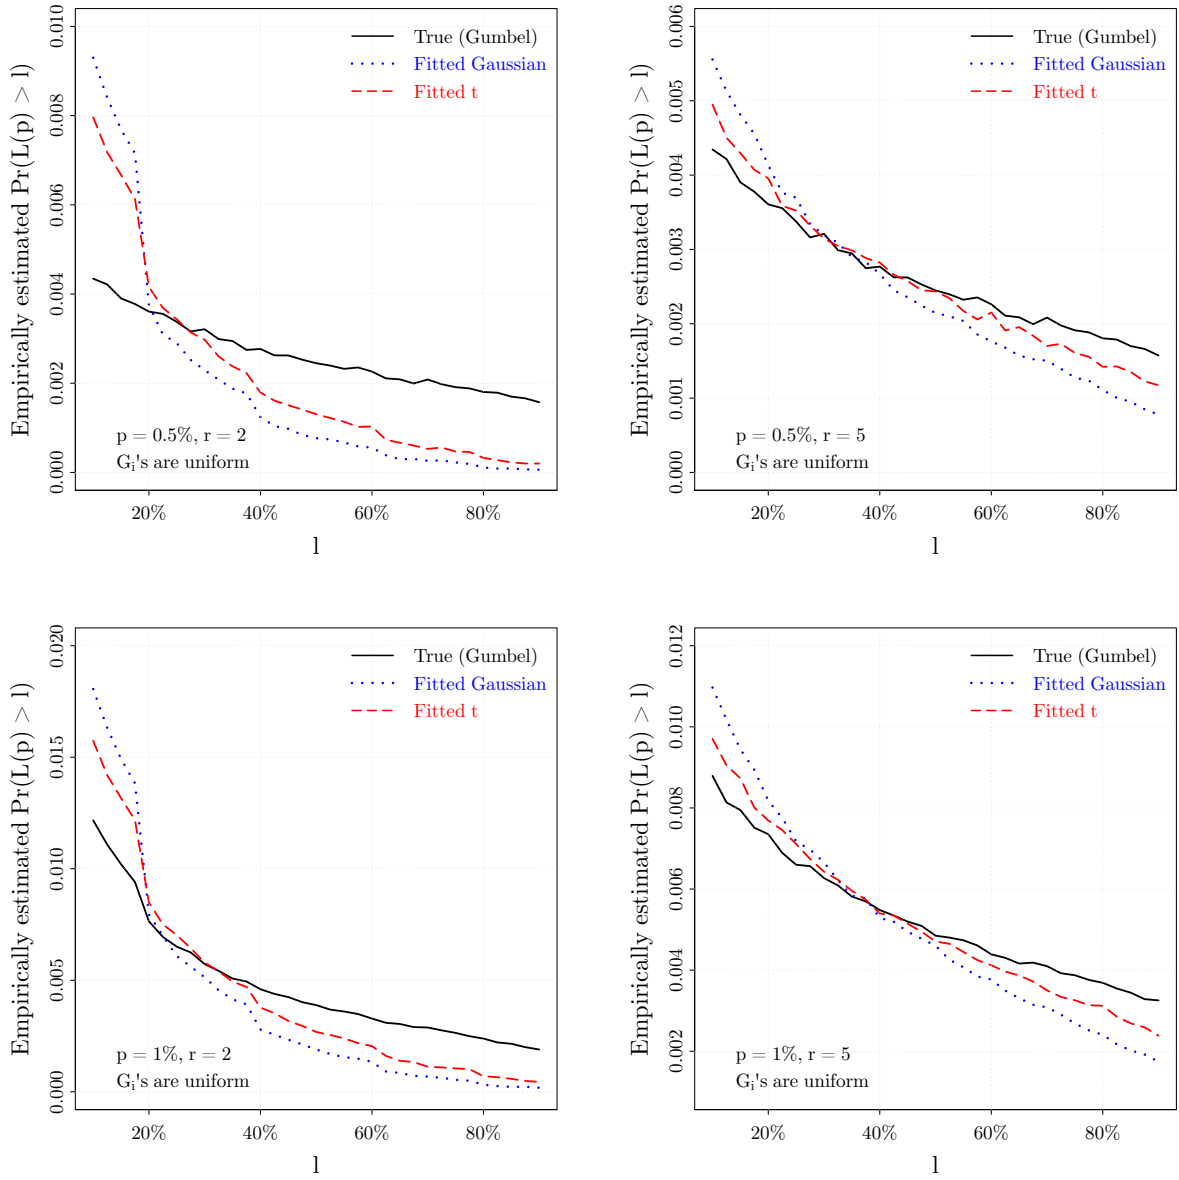 True (Gumbel)
Fitted Gaussian
Fitted t
p = 0.5%, r = 2
Gi's are uniform
Empirically estimated Pr(L(p) > l)
0.000
0.002
0.004
0.006
0.008
0.010
20%
40%
60%
80%
l
True (Gumbel)
Fitted Gaussian
Fitted t
p = 0.5%, r = 5
Gi's are uniform
Empirically estimated Pr(L(p) > l)
0.000
0.001
0.002
0.003
0.004
0.005
0.006
20%
40%
60%
80%
l
True (Gumbel)
Fitted Gaussian
Fitted t
p = 1%, r = 2
Gi's are uniform
Empirically estimated Pr(L(p) > l)
0.000
0.005
0.010
0.015
0.020
20%
40%
60%
80%
l
True (Gumbel)
Fitted Gaussian
Fitted t
p = 1%, r = 5
Gi's are uniform
Empirically estimated Pr(L(p) > l)
0.002
0.004
0.006
0.008
0.010
0.012
20%
40%
60%
80%
l